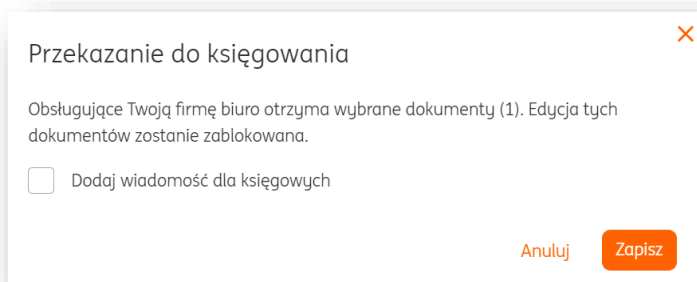 Przekazanie do księgowania
Obsługujące Twoją firmę biuro otrzyma wybrane dokumenty (1). Edycja tych
dokumentów zostanie zablokowana.
Dodaj wiadomość dla księgowych
Anuluj
Zapisz